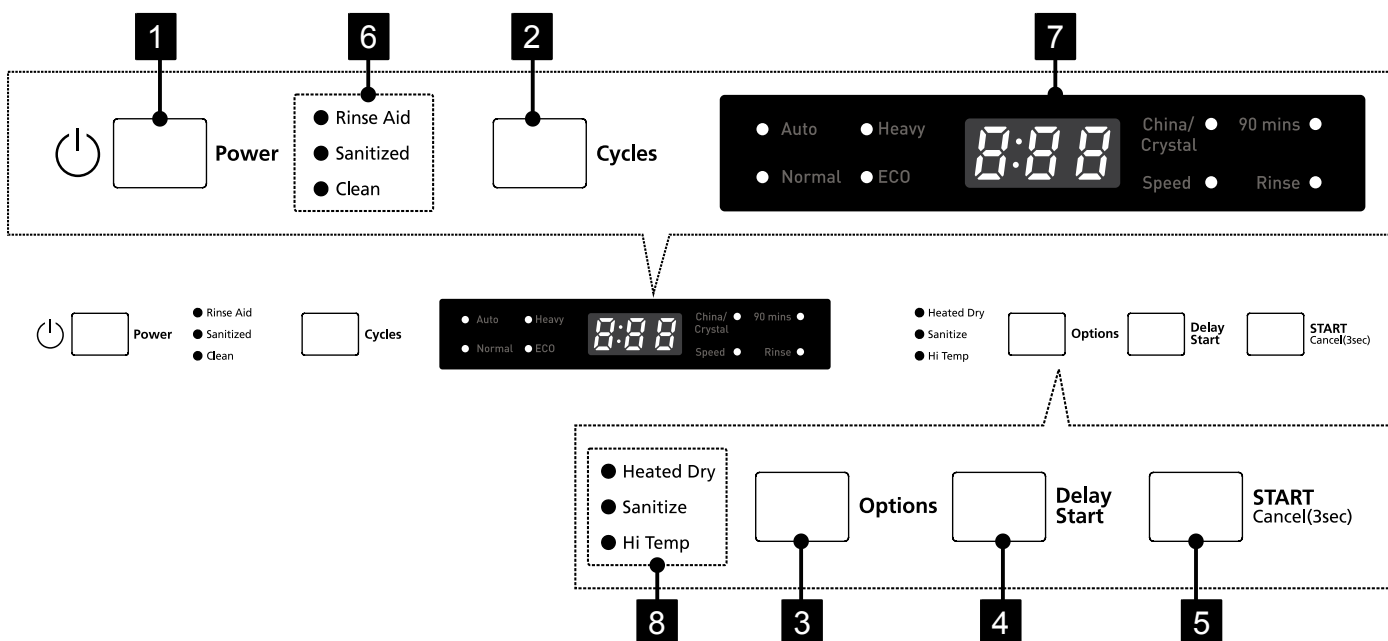 1
6
2
7
Power
Rinse Aid
Sanitized
Clean
Cycles
Auto
Heavy
Normal
ECO
8:88
China/
Crystal
90 mins
Speed
Rinse
Power
Rinse Aid
Sanitized
Clean
Cycles
Auto
Heavy
Normal
ECO
8:88
China/
Crystal
90 mins
Speed
Rinse
Heated Dry
Sanitize
Hi Temp
Options
Delay
Start
START
Cancel(3sec)
Heated Dry
Sanitize
Hi Temp
Options
Delay
Start
START
Cancel(3sec)
8
3
4
5